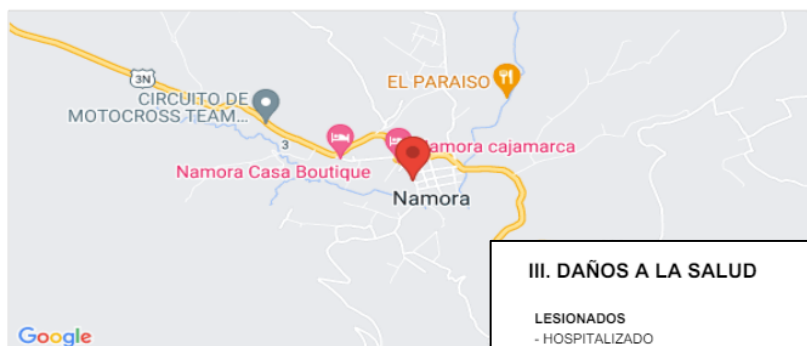 3N
EL PARAISO
CIRCUITO DE
MOTOCROSS TEAM...
3
Namora cajamarca
Namora Casa Boutique
Namora
III. DAÑOS A LA SALUD
LESIONADOS
- HOSPITALIZADO
Google